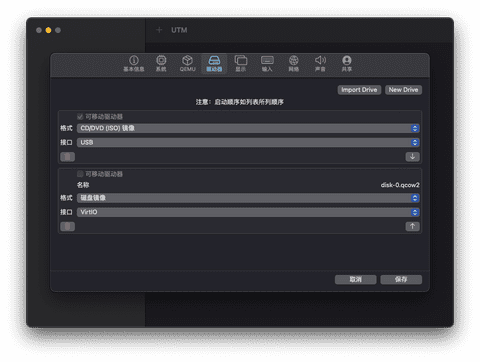 UTM
基本信息 系统 QEMU 驱动器 显示 输入 网络 声音 共享
Import Drive New Drive
注意：启动顺序如列表所列顺序
可移动驱动器
格式 CD/DVD (ISO) 镜像
接口 USB
可移动驱动器
名称 disk-0.qcow2
格式 磁盘镜像
接口 VirtIO
取消 保存